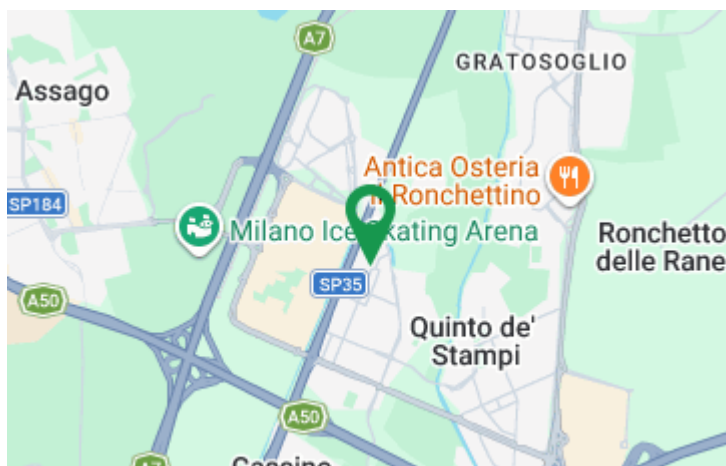 A7
GRATOSOGLIO
Assago
Antica Osteria
il Ronchettino
SP184
Milano Ice Skating Arena
Ronchetto
delle Rane
SP35
A50
Quinto de'
Stampi
A50
A7